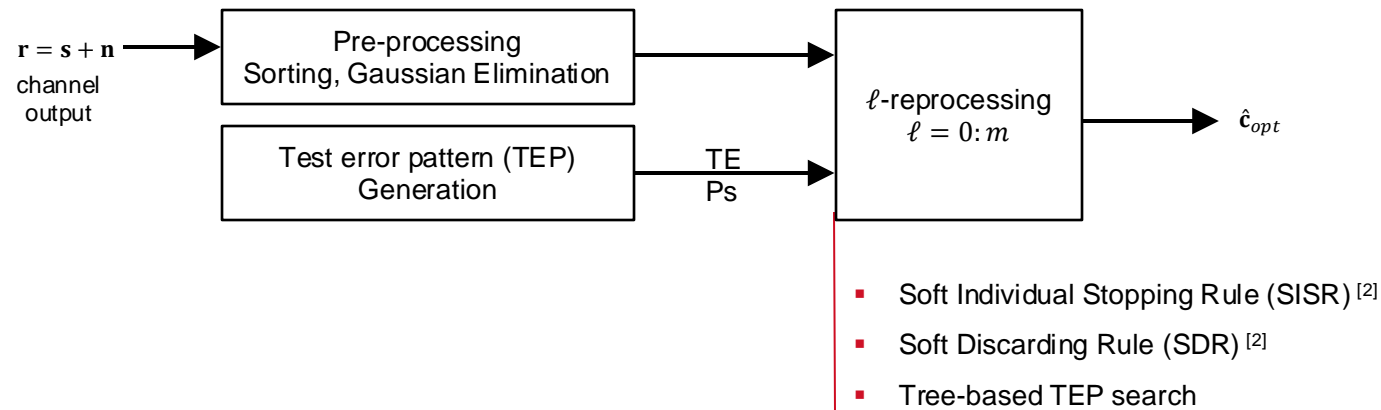 𝐫 = 𝐬 + 𝐧
channel
output
Pre-processing
Sorting, Gaussian Elimination
Test error pattern (TEP)
Generation
TE
Ps
ℓ-reprocessing
ℓ = 0: 𝑚
𝐜̂ₒₚₜ
▪ Soft Individual Stopping Rule (SISR) [2]
▪ Soft Discarding Rule (SDR) [2]
▪ Tree-based TEP search